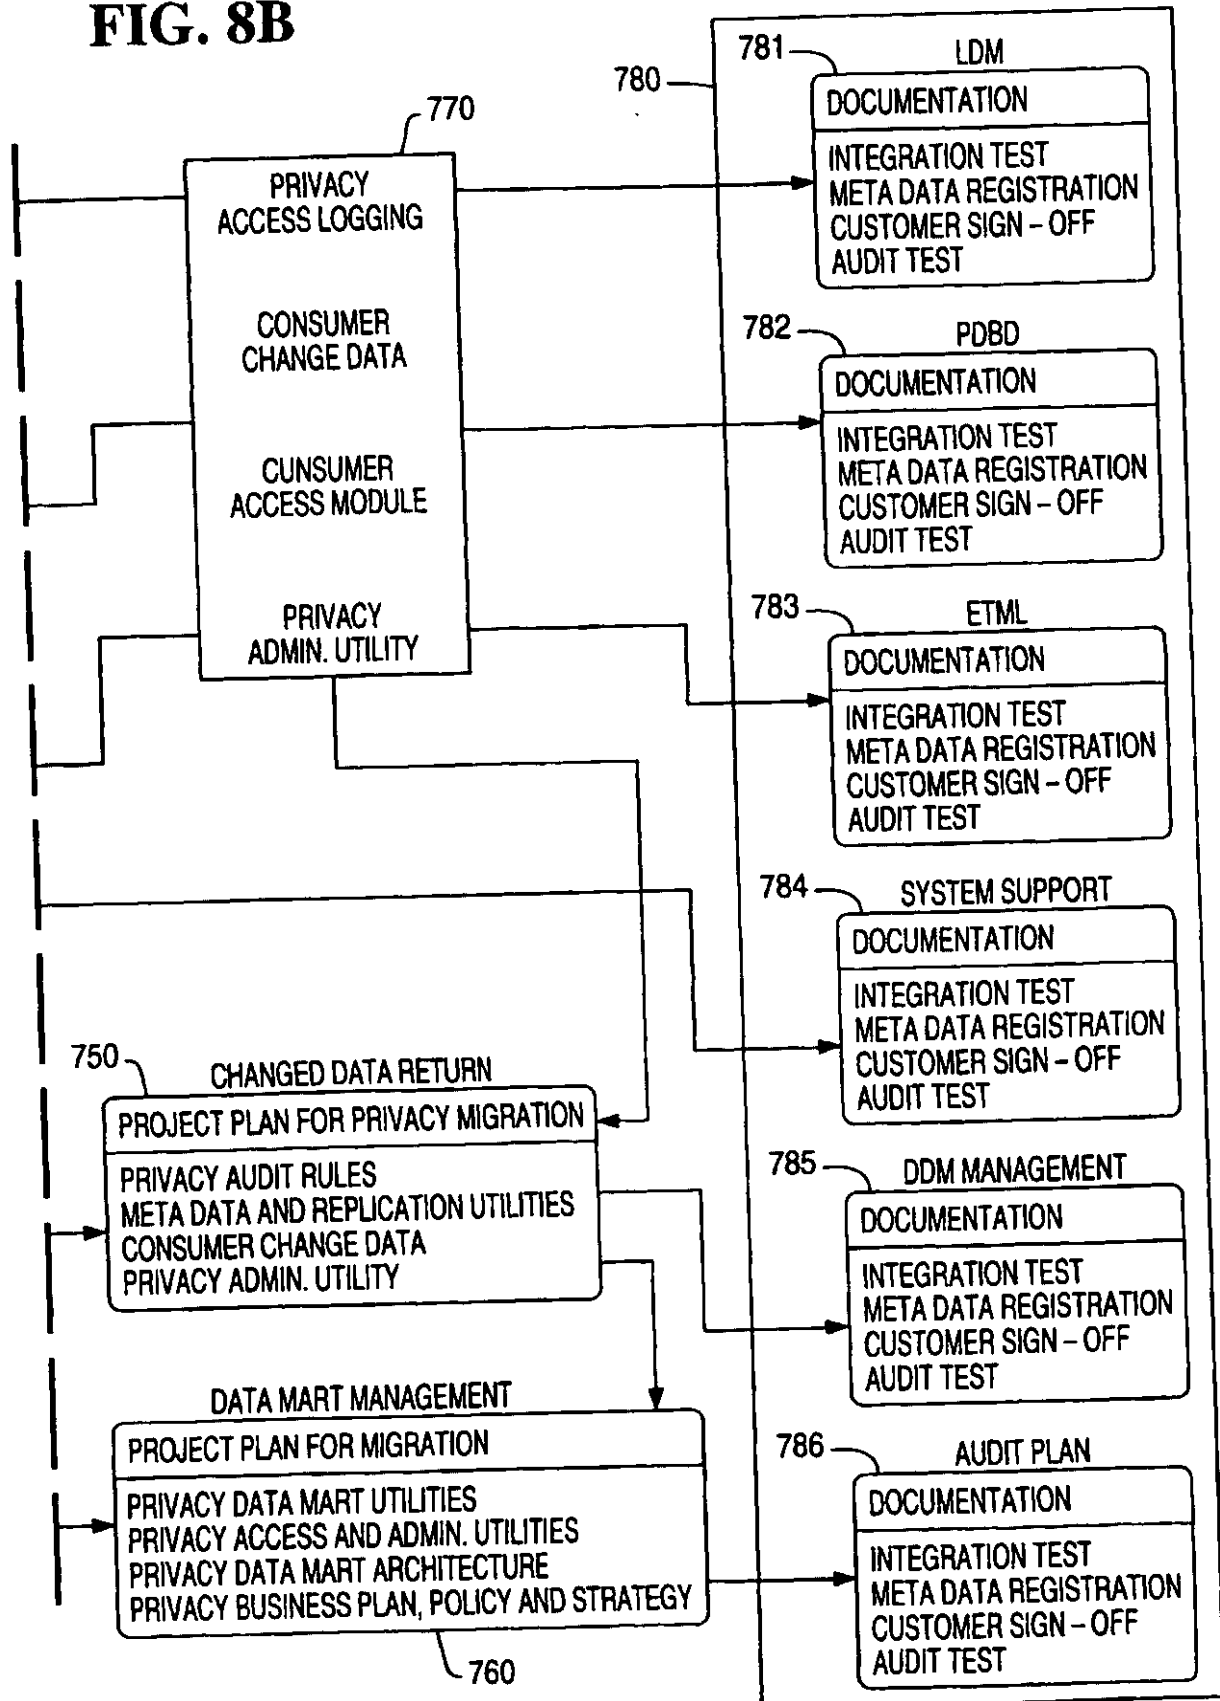 FIG. 8B
770
PRIVACY
ACCESS LOGGING
CONSUMER
CHANGE DATA
CUNSUMER
ACCESS MODULE
PRIVACY
ADMIN. UTILITY
750
CHANGED DATA RETURN
PROJECT PLAN FOR PRIVACY MIGRATION
PRIVACY AUDIT RULES
META DATA AND REPLICATION UTILITIES
CONSUMER CHANGE DATA
PRIVACY ADMIN. UTILITY
DATA MART MANAGEMENT
PROJECT PLAN FOR MIGRATION
PRIVACY DATA MART UTILITIES
PRIVACY ACCESS AND ADMIN. UTILITIES
PRIVACY DATA MART ARCHITECTURE
PRIVACY BUSINESS PLAN, POLICY AND STRATEGY
760
780
781
LDM
DOCUMENTATION
INTEGRATION TEST
META DATA REGISTRATION
CUSTOMER SIGN – OFF
AUDIT TEST
782
PDBD
DOCUMENTATION
INTEGRATION TEST
META DATA REGISTRATION
CUSTOMER SIGN – OFF
AUDIT TEST
783
ETML
DOCUMENTATION
INTEGRATION TEST
META DATA REGISTRATION
CUSTOMER SIGN – OFF
AUDIT TEST
784
SYSTEM SUPPORT
DOCUMENTATION
INTEGRATION TEST
META DATA REGISTRATION
CUSTOMER SIGN – OFF
AUDIT TEST
785
DDM MANAGEMENT
DOCUMENTATION
INTEGRATION TEST
META DATA REGISTRATION
CUSTOMER SIGN – OFF
AUDIT TEST
786
AUDIT PLAN
DOCUMENTATION
INTEGRATION TEST
META DATA REGISTRATION
CUSTOMER SIGN – OFF
AUDIT TEST